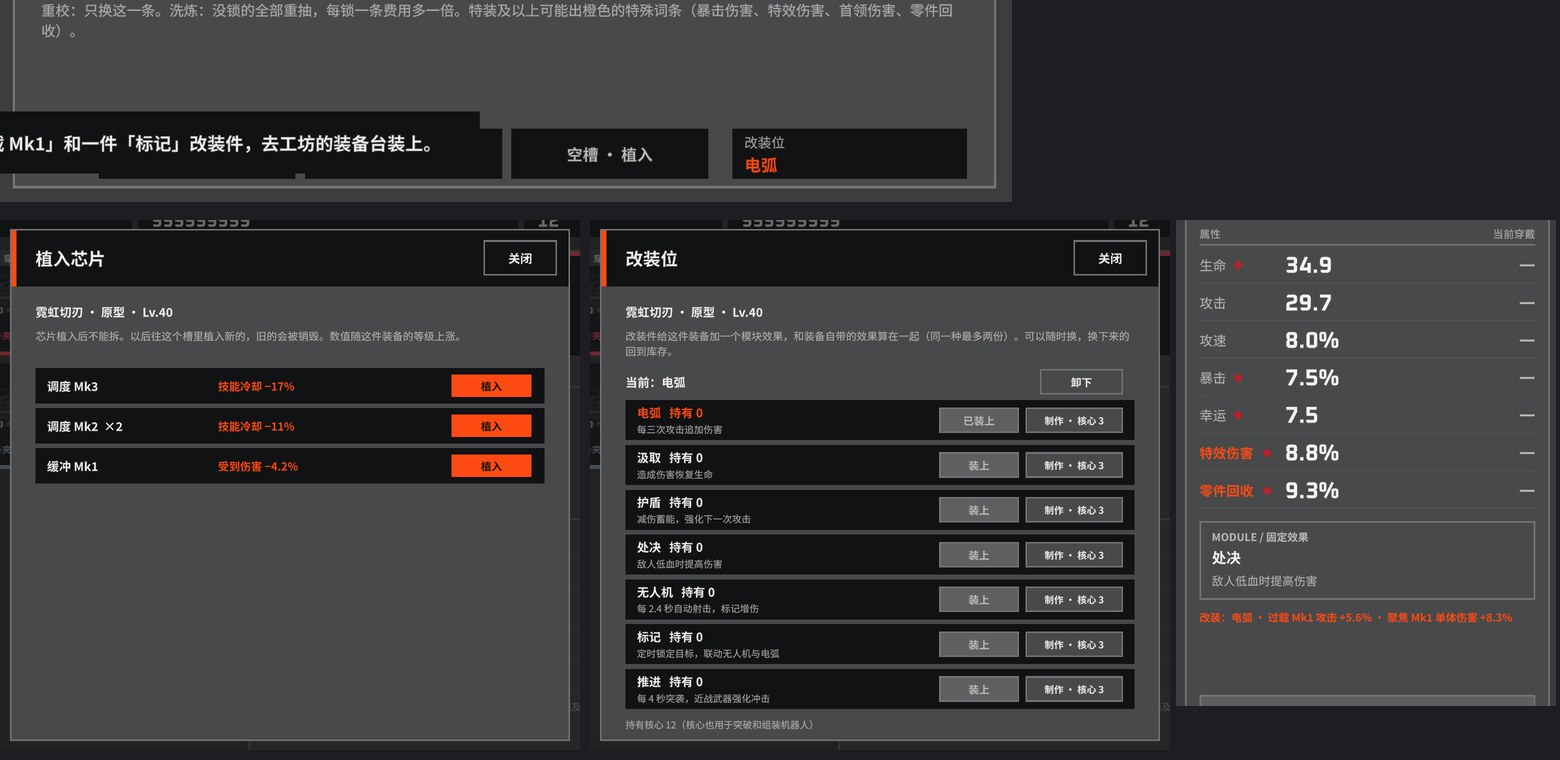 重校：只换这一条。洗炼：没锁的全部重抽，每锁一条费用多一倍。特装及以上可能出橙色的特殊词条（暴击伤害、特效伤害、首领伤害、零件回
收）。
Mk1」和一件「标记」改装件，去工坊的装备台装上。
空槽 · 植入
改装位
电弧
999999999
12
植入芯片
关闭
霓虹切刃 · 原型 · Lv.40
芯片植入后不能拆。以后往这个槽里植入新的，旧的会被销毁。数值随这件装备的等级上涨。
调度 Mk3
技能冷却 −17%
植入
调度 Mk2 ×2
技能冷却 −11%
植入
缓冲 Mk1
受到伤害 −4.2%
植入
999999999
12
改装位
关闭
霓虹切刃 · 原型 · Lv.40
改装件给这件装备加一个模块效果，和装备自带的效果算在一起（同一种最多两份）。可以随时换，换下来的
回到库存。
当前：电弧
卸下
电弧 持有 0
每三次攻击追加伤害
已装上
制作 · 核心 3
汲取 持有 0
造成伤害恢复生命
装上
制作 · 核心 3
护盾 持有 0
减伤蓄能，强化下一次攻击
装上
制作 · 核心 3
处决 持有 0
敌人低血时提高伤害
装上
制作 · 核心 3
无人机 持有 0
每 2.4 秒自动射击，标记增伤
装上
制作 · 核心 3
标记 持有 0
定时锁定目标，联动无人机与电弧
装上
制作 · 核心 3
推进 持有 0
每 4 秒突袭，近战武器强化冲击
装上
制作 · 核心 3
持有核心 12（核心也用于突破和组装机器人）
属性
当前穿戴
生命 34.9 —
攻击 29.7 —
攻速 8.0% —
暴击 7.5% —
幸运 7.5 —
特效伤害 8.8% —
零件回收 9.3% —
MODULE / 固定效果
处决
敌人低血时提高伤害
改装：电弧 · 过载 Mk1 攻击 +5.6% · 聚焦 Mk1 单体伤害 +8.3%